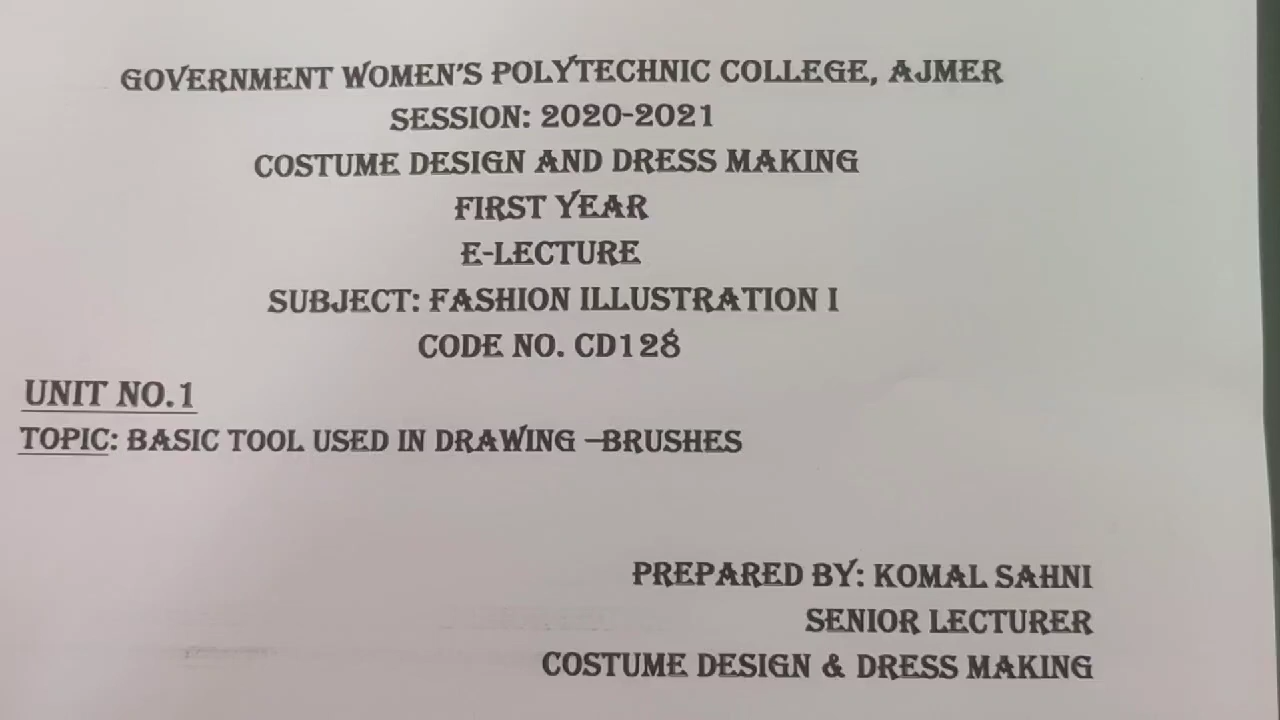 GOVERNMENT WOMEN'S POLYTECHNIC COLLEGE, AJMER
SESSION: 2020-2021
COSTUME DESIGN AND DRESS MAKING
FIRST YEAR
E-LECTURE
SUBJECT: FASHION ILLUSTRATION I
CODE NO. CD128
UNIT NO.1
TOPIC: BASIC TOOL USED IN DRAWING –BRUSHES
PREPARED BY: KOMAL SAHNI
SENIOR LECTURER
COSTUME DESIGN & DRESS MAKING